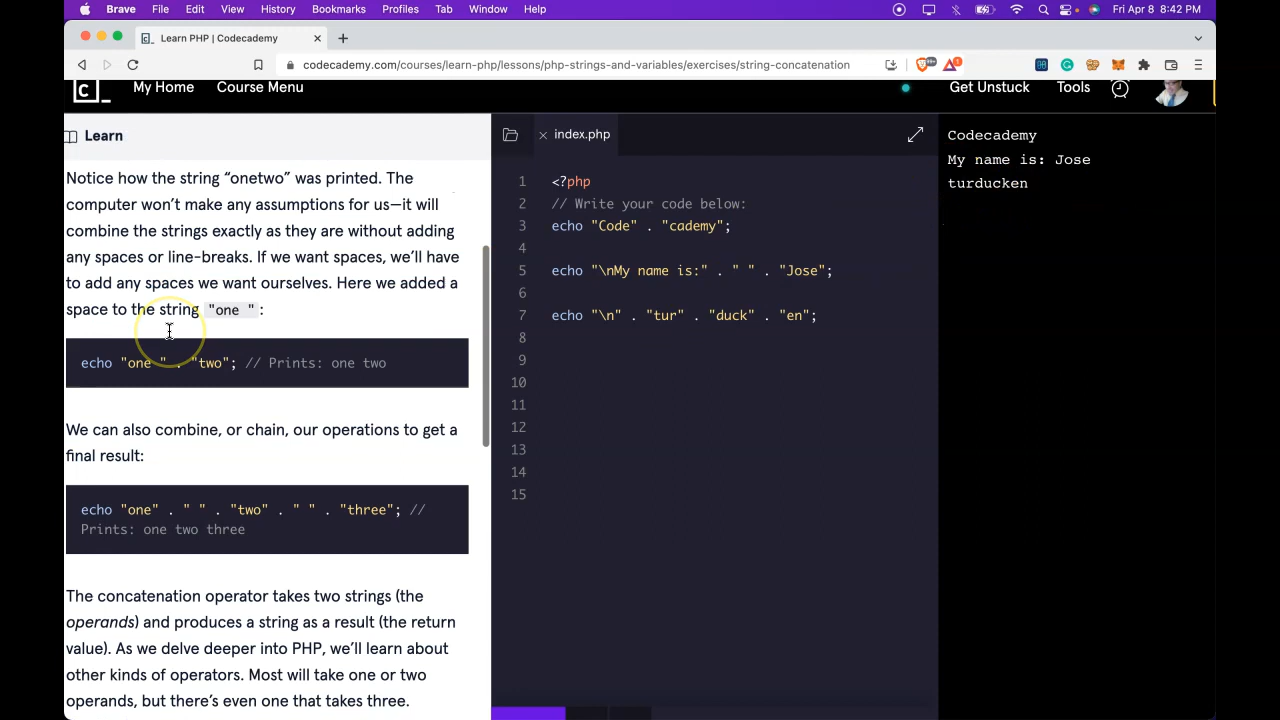 Brave File Edit View History Bookmarks Profiles Tab Window Help Fri Apr 8 8:42 PM
Learn PHP | Codecademy
codecademy.com/courses/learn-php/lessons/php-strings-and-variables/exercises/string-concatenation
My Home Course Menu Get Unstuck Tools
Learn
Notice how the string “onetwo” was printed. The
computer won’t make any assumptions for us—it will
combine the strings exactly as they are without adding
any spaces or line-breaks. If we want spaces, we’ll have
to add any spaces we want ourselves. Here we added a
space to the string "one ":
echo "one " . "two"; // Prints: one two
We can also combine, or chain, our operations to get a
final result:
echo "one" . " " . "two" . " " . "three"; //
Prints: one two three
The concatenation operator takes two strings (the
operands) and produces a string as a result (the return
value). As we delve deeper into PHP, we’ll learn about
other kinds of operators. Most will take one or two
operands, but there’s even one that takes three.
index.php
1 <?php
2 // Write your code below:
3 echo "Code" . "cademy";
4
5 echo "\nMy name is:" . " " . "Jose";
6
7 echo "\n" . "tur" . "duck" . "en";
8
9
10
11
12
13
14
15
Codecademy
My name is: Jose
turducken